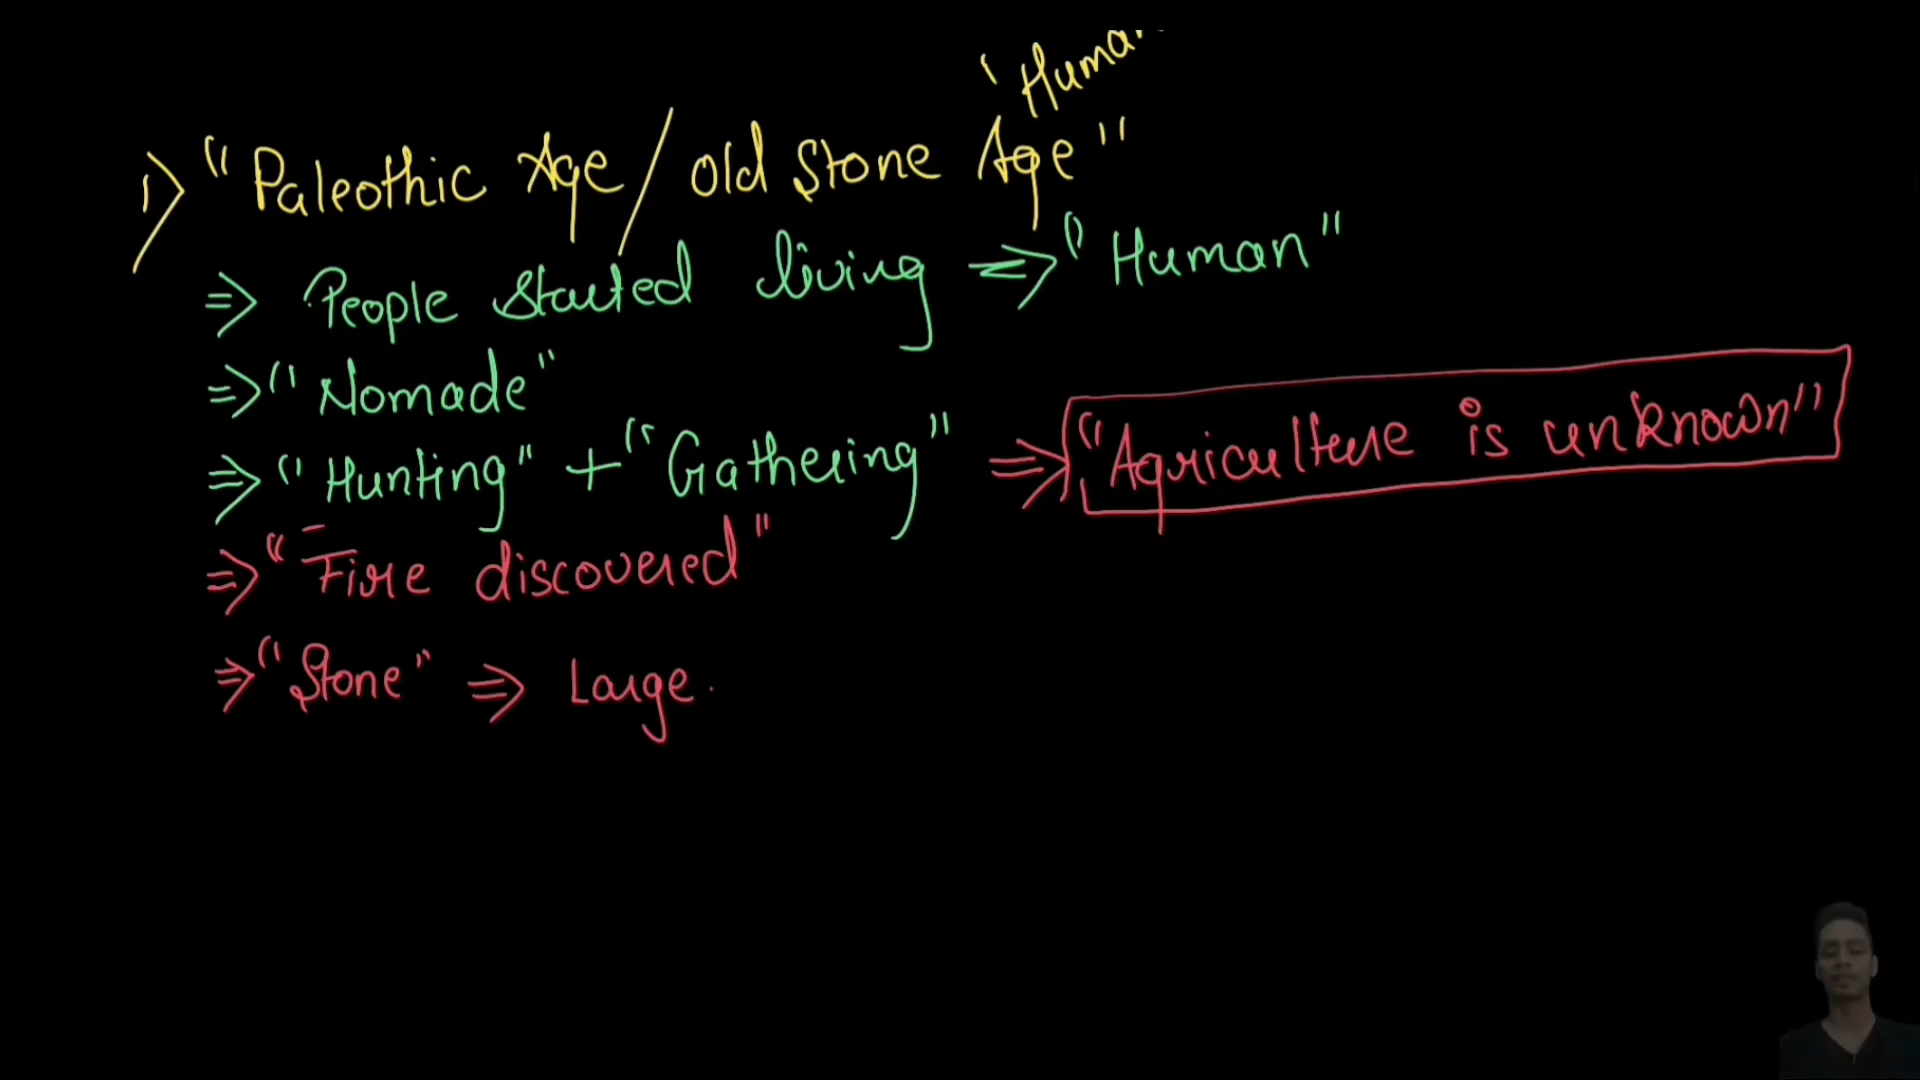 "Human
1) "Paleothic Age / Old Stone Age"
⇒ People started living ⇒ "Human"
⇒ "Nomade"
⇒ "Hunting" + "Gathering" ⇒ "Agriculture is unknown"
⇒ "Fire discovered"
⇒ "Stone" ⇒ Large.